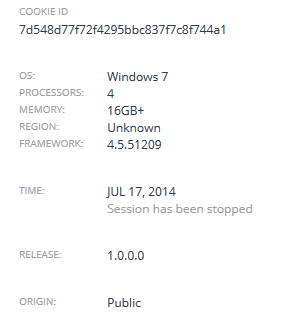 COOKIE ID
7d548d77f72f4295bbc837f7c8f744a1
OS: Windows 7
PROCESSORS: 4
MEMORY: 16GB+
REGION: Unknown
FRAMEWORK: 4.5.51209
TIME: JUL 17, 2014
Session has been stopped
RELEASE: 1.0.0.0
ORIGIN: Public